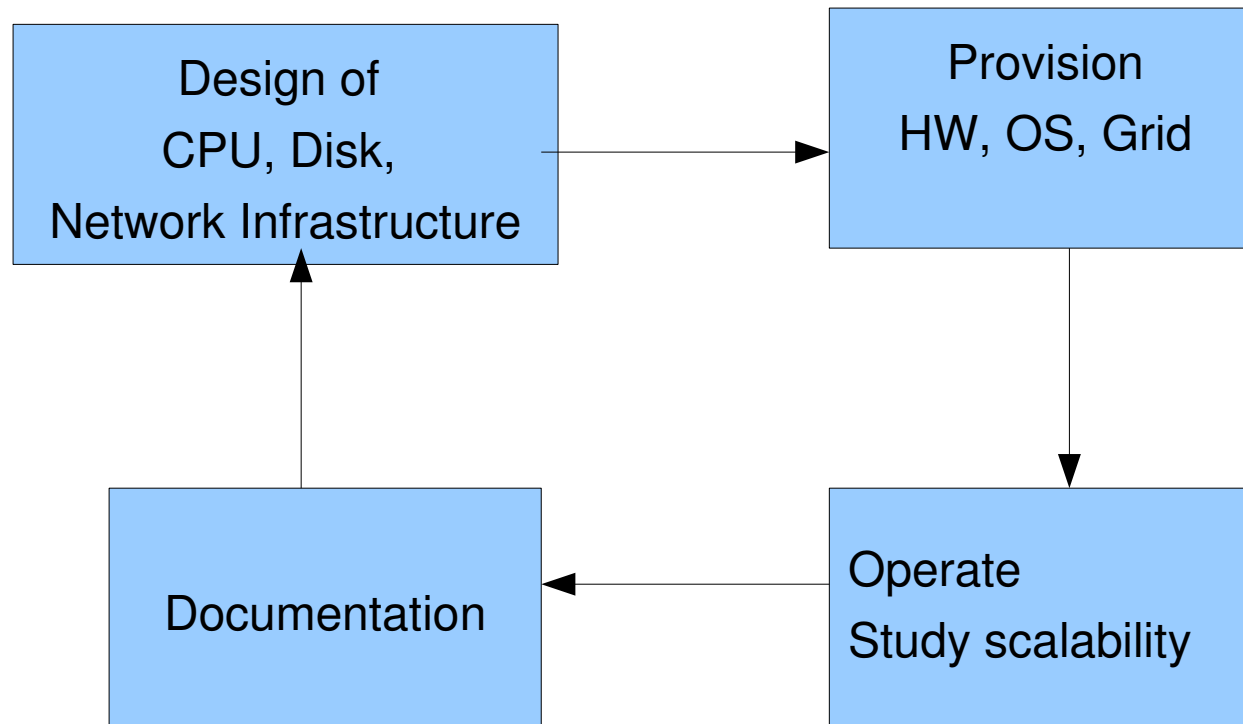 Design of
CPU, Disk,
Network Infrastructure
Provision
HW, OS, Grid
Documentation
Operate
Study scalability